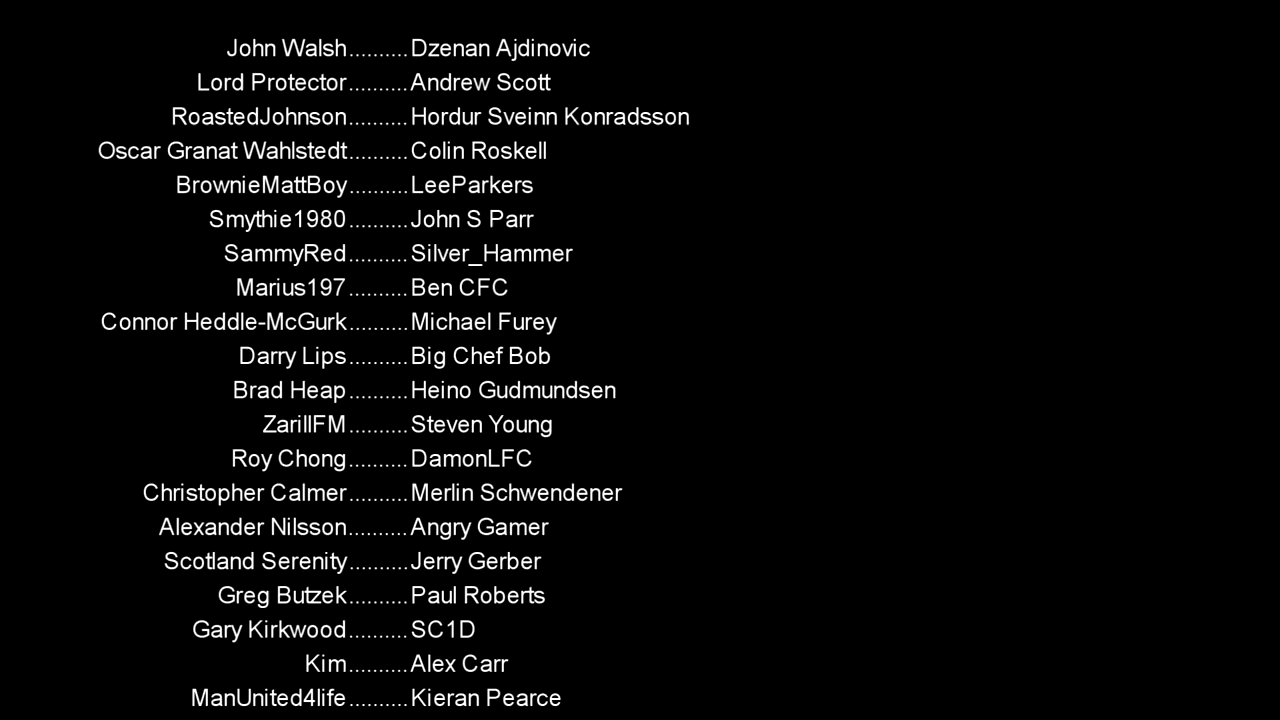 John Walsh..........Dzenan Ajdinovic
Lord Protector..........Andrew Scott
RoastedJohnson..........Hordur Sveinn Konradsson
Oscar Granat Wahlstedt..........Colin Roskell
BrownieMattBoy..........LeeParkers
Smythie1980..........John S Parr
SammyRed..........Silver_Hammer
Marius197..........Ben CFC
Connor Heddle-McGurk..........Michael Furey
Darry Lips..........Big Chef Bob
Brad Heap..........Heino Gudmundsen
ZarillFM..........Steven Young
Roy Chong..........DamonLFC
Christopher Calmer..........Merlin Schwendener
Alexander Nilsson..........Angry Gamer
Scotland Serenity..........Jerry Gerber
Greg Butzek..........Paul Roberts
Gary Kirkwood..........SC1D
Kim..........Alex Carr
ManUnited4life..........Kieran Pearce